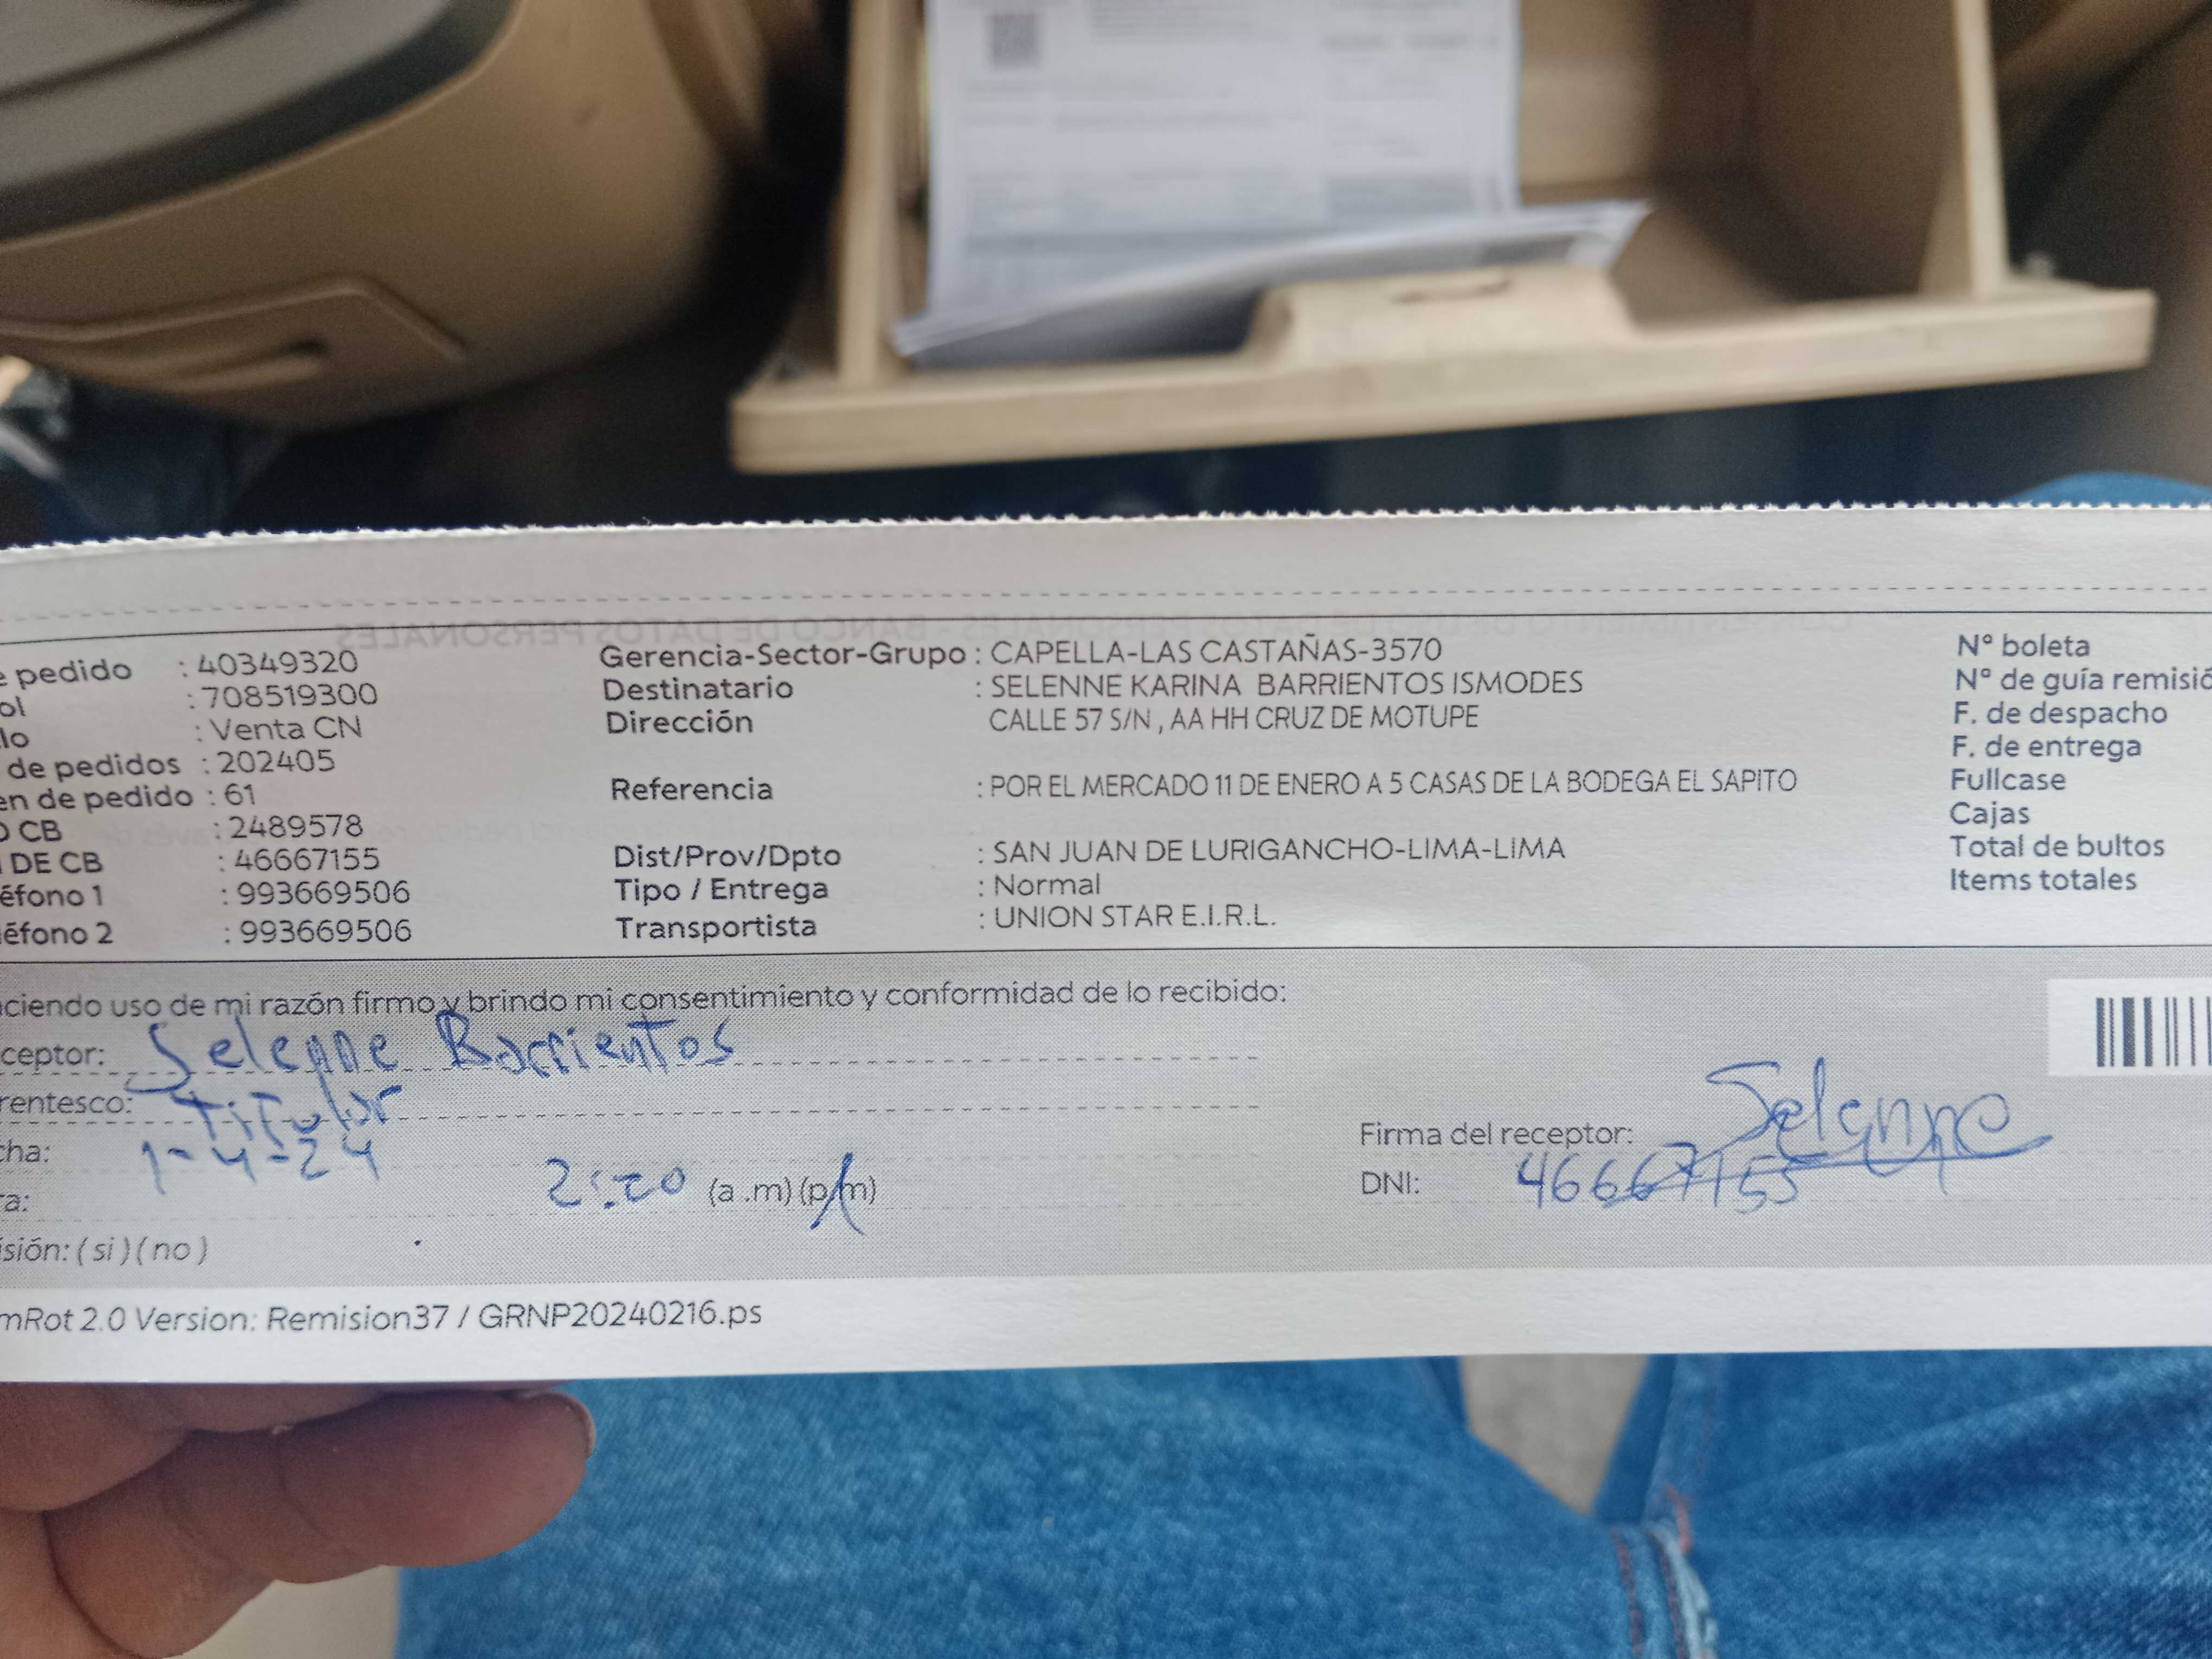 e pedido : 40349320
ol : 708519300
lo : Venta CN
de pedidos : 202405
en de pedido : 61
O CB : 2489578
I DE CB : 46667155
éfono 1 : 993669506
léfono 2 : 993669506
Gerencia-Sector-Grupo : CAPELLA-LAS CASTAÑAS-3570
Destinatario : SELENNE KARINA BARRIENTOS ISMODES
Dirección CALLE 57 S/N , AA HH CRUZ DE MOTUPE
Referencia : POR EL MERCADO 11 DE ENERO A 5 CASAS DE LA BODEGA EL SAPITO
Dist/Prov/Dpto : SAN JUAN DE LURIGANCHO-LIMA-LIMA
Tipo / Entrega : Normal
Transportista : UNION STAR E.I.R.L.
N° boleta
N° de guía remisió
F. de despacho
F. de entrega
Fullcase
Cajas
Total de bultos
Items totales
aciendo uso de mi razón firmo y brindo mi consentimiento y conformidad de lo recibido:
ceptor: Selenne Barrientos
rentesco: Titular
cha: 1-4-24
ra: 2:20 (a .m) (p.m)
isión: ( si ) ( no )
Firma del receptor: Selenne
DNI: 46667155
mRot 2.0 Version: Remision37 / GRNP20240216.ps